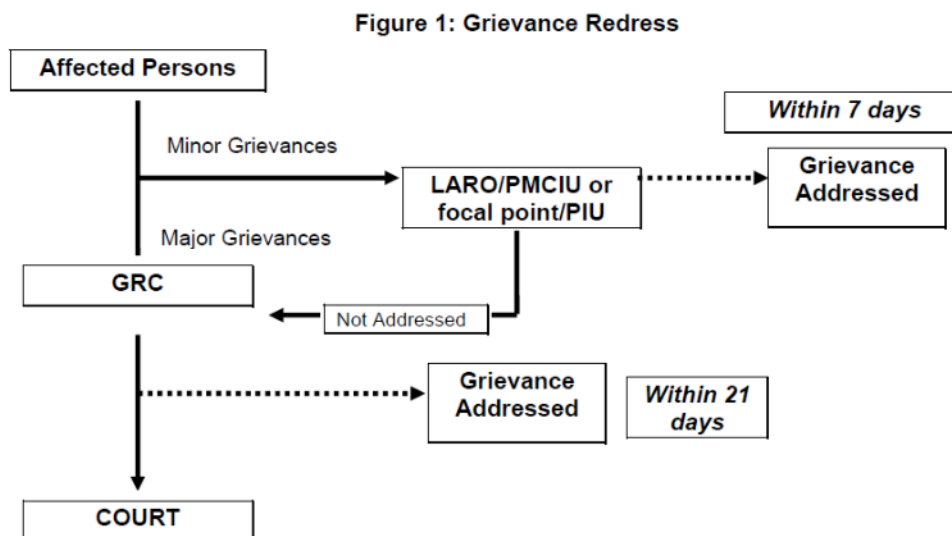 Figure 1: Grievance Redress
Affected Persons
Within 7 days
Minor Grievances
Grievance
Addressed
LARO/PMCIU or
focal point/PIU
Major Grievances
GRC
Not Addressed
Grievance
Addressed
Within 21
days
COURT